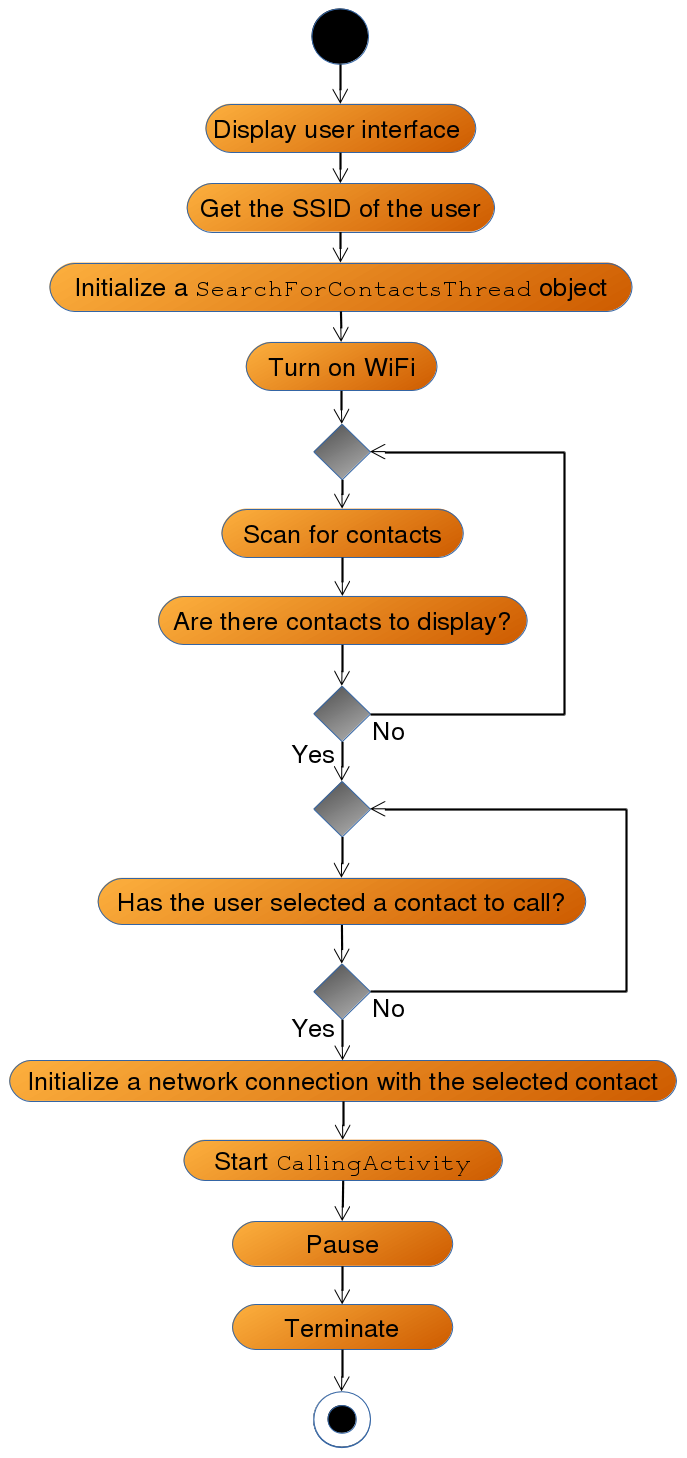 Display user interface
Get the SSID of the user
Initialize a SearchForContactsThread object
Turn on WiFi
Scan for contacts
Are there contacts to display?
No
Yes
Has the user selected a contact to call?
No
Yes
Initialize a network connection with the selected contact
Start CallingActivity
Pause
Terminate